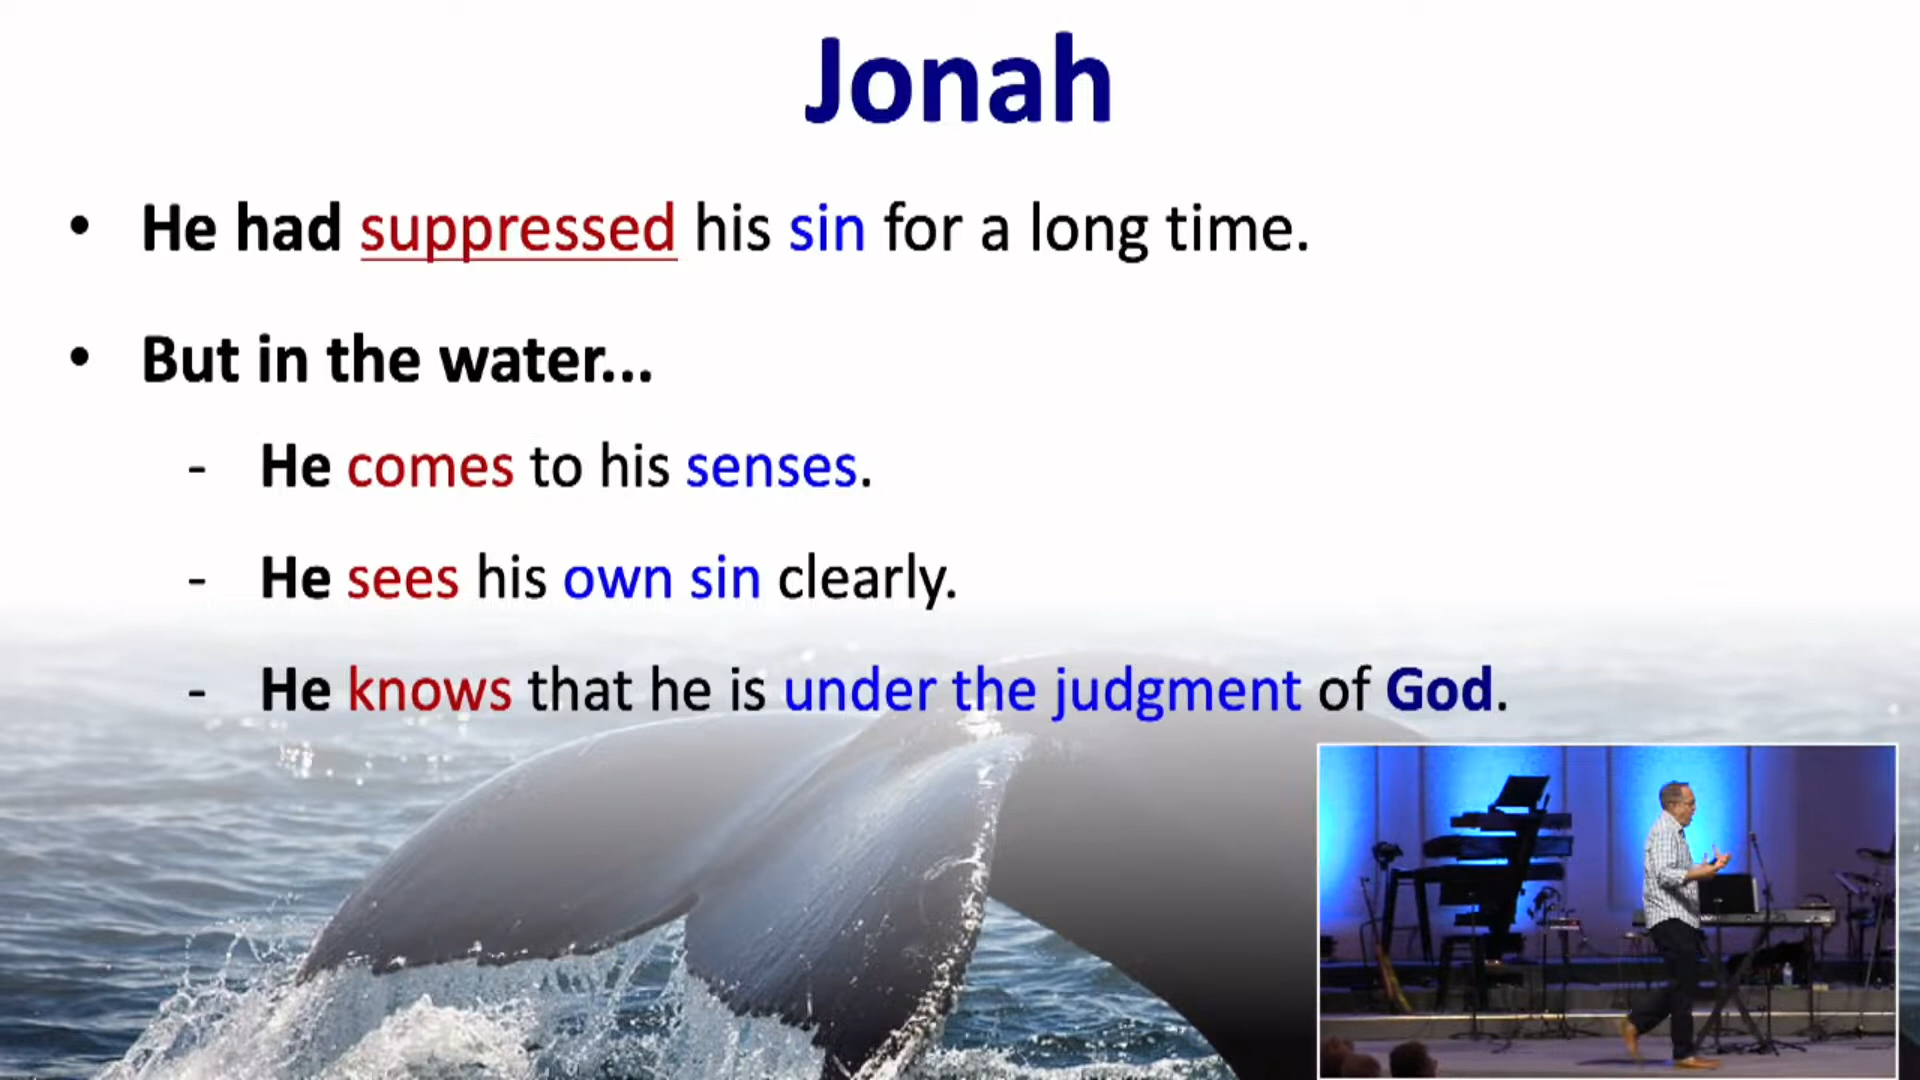 Jonah
• He had suppressed his sin for a long time.
• But in the water...
- He comes to his senses.
- He sees his own sin clearly.
- He knows that he is under the judgment of God.